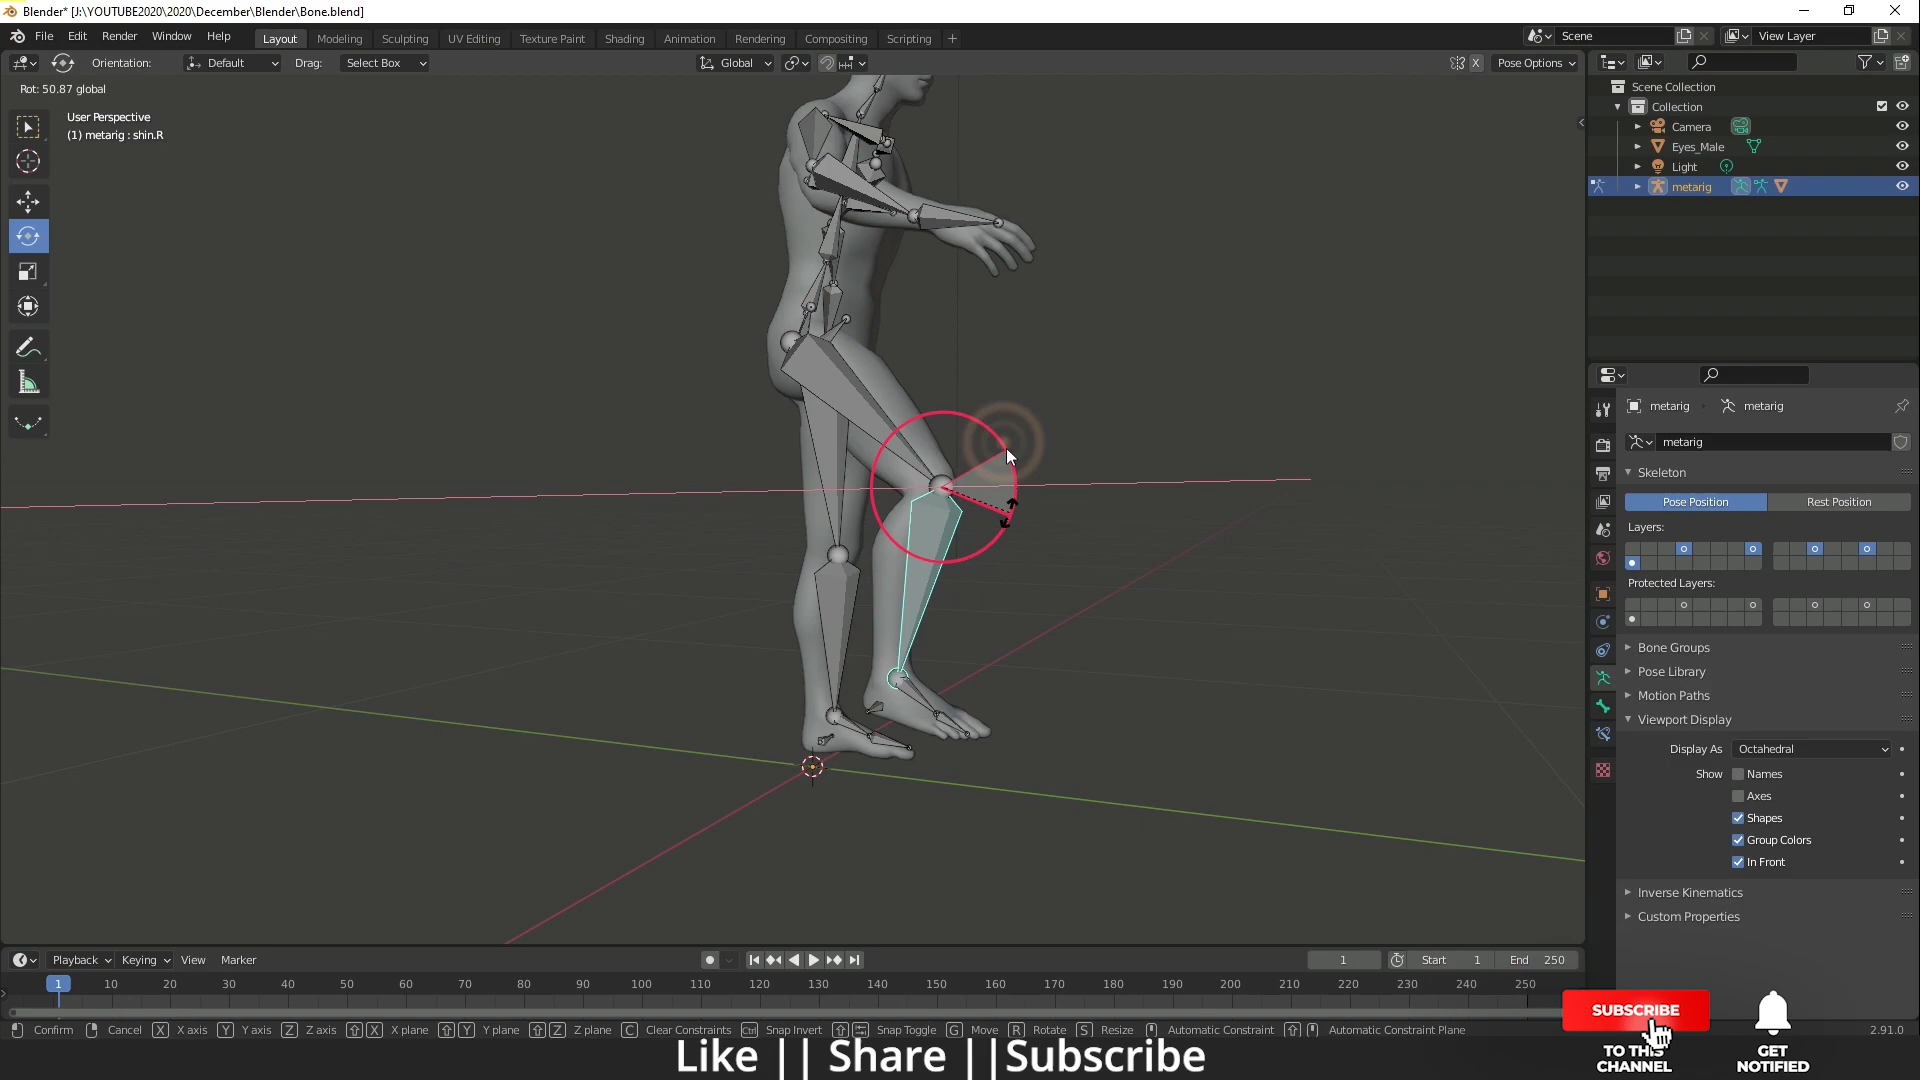 Blender* [J:\YOUTUBE2020\2020\December\Blender\Bone.blend]
File Edit Render Window Help Layout Modeling Sculpting UV Editing Texture Paint Shading Animation Rendering Compositing Scripting + Scene View Layer
Orientation: Default Drag: Select Box Global X Pose Options
Rot: 50.87 global
User Perspective
(1) metarig : shin.R
Scene Collection
Collection
Camera
Eyes_Male
Light
metarig
metarig metarig
metarig
Skeleton
Pose Position Rest Position
Layers:
Protected Layers:
Bone Groups
Pose Library
Motion Paths
Viewport Display
Display As Octahedral
Show Names
Axes
Shapes
Group Colors
In Front
Inverse Kinematics
Custom Properties
Playback Keying View Marker 1 Start 1 End 250
1 10 20 30 40 50 60 70 80 90 100 110 120 130 140 150 160 170 180 190 200 210 220 230 240 250
Confirm Cancel X X axis Y Y axis Z Z axis X X plane Y Y plane Z Z plane C Clear Constraints Ctrl Snap Invert Snap Toggle G Move R Rotate S Resize Automatic Constraint Automatic Constraint Plane 2.91.0
SUBSCRIBE
TO THIS CHANNEL
GET NOTIFIED
Like || Share ||Subscribe